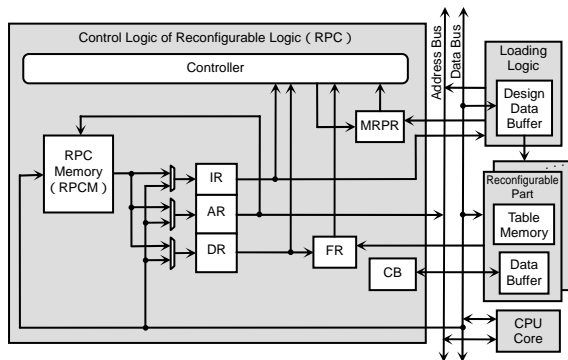 Control Logic of Reconfigurable Logic ( RPC )
Controller
Address Bus
Data Bus
Loading
Logic
Design
Data
Buffer
MRPR
RPC
Memory
( RPCM )
IR
AR
DR
FR
CB
. . .
Reconfigurable
Part
Table
Memory
Data
Buffer
CPU
Core